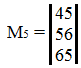 M₅ = |45|
|56|
|65|